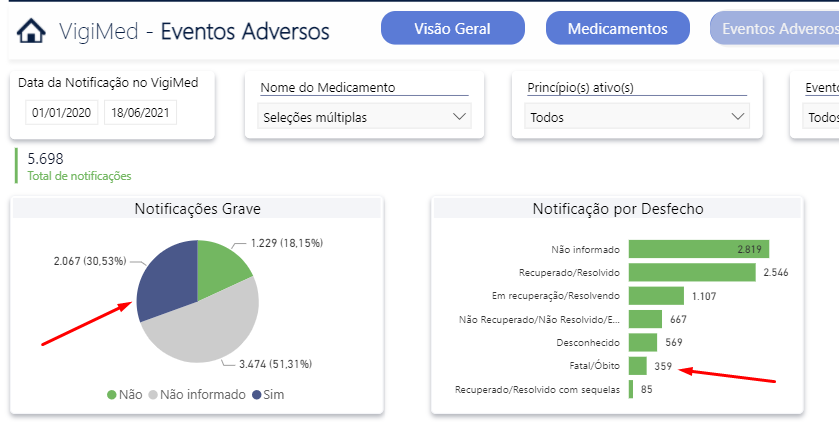 VigiMed - Eventos Adversos
Visão Geral
Medicamentos
Eventos Adversos
Data da Notificação no VigiMed
01/01/2020
18/06/2021
Nome do Medicamento
Seleções múltiplas
Princípio(s) ativo(s)
Todos
Evento
Todos
5.698
Total de notificações
Notificações Grave
1.229 (18,15%)
2.067 (30,53%)
3.474 (51,31%)
Não
Não informado
Sim
Notificação por Desfecho
Não informado 2.819
Recuperado/Resolvido 2.546
Em recuperação/Resolvendo 1.107
Não Recuperado/Não Resolvido/E... 667
Desconhecido 569
Fatal/Óbito 359
Recuperado/Resolvido com sequelas 85